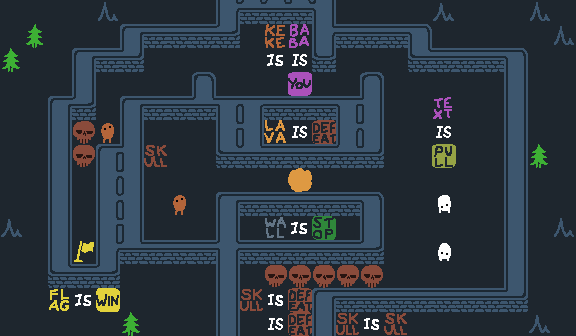 KEKE BABA
IS IS
YOU
TEXT
LAVA IS DEFEAT
IS
SKULL
PULL
WALL IS STOP
FLAG IS WIN
SKULL IS DEFEAT
IS DEFEAT
SKULL IS SKULL